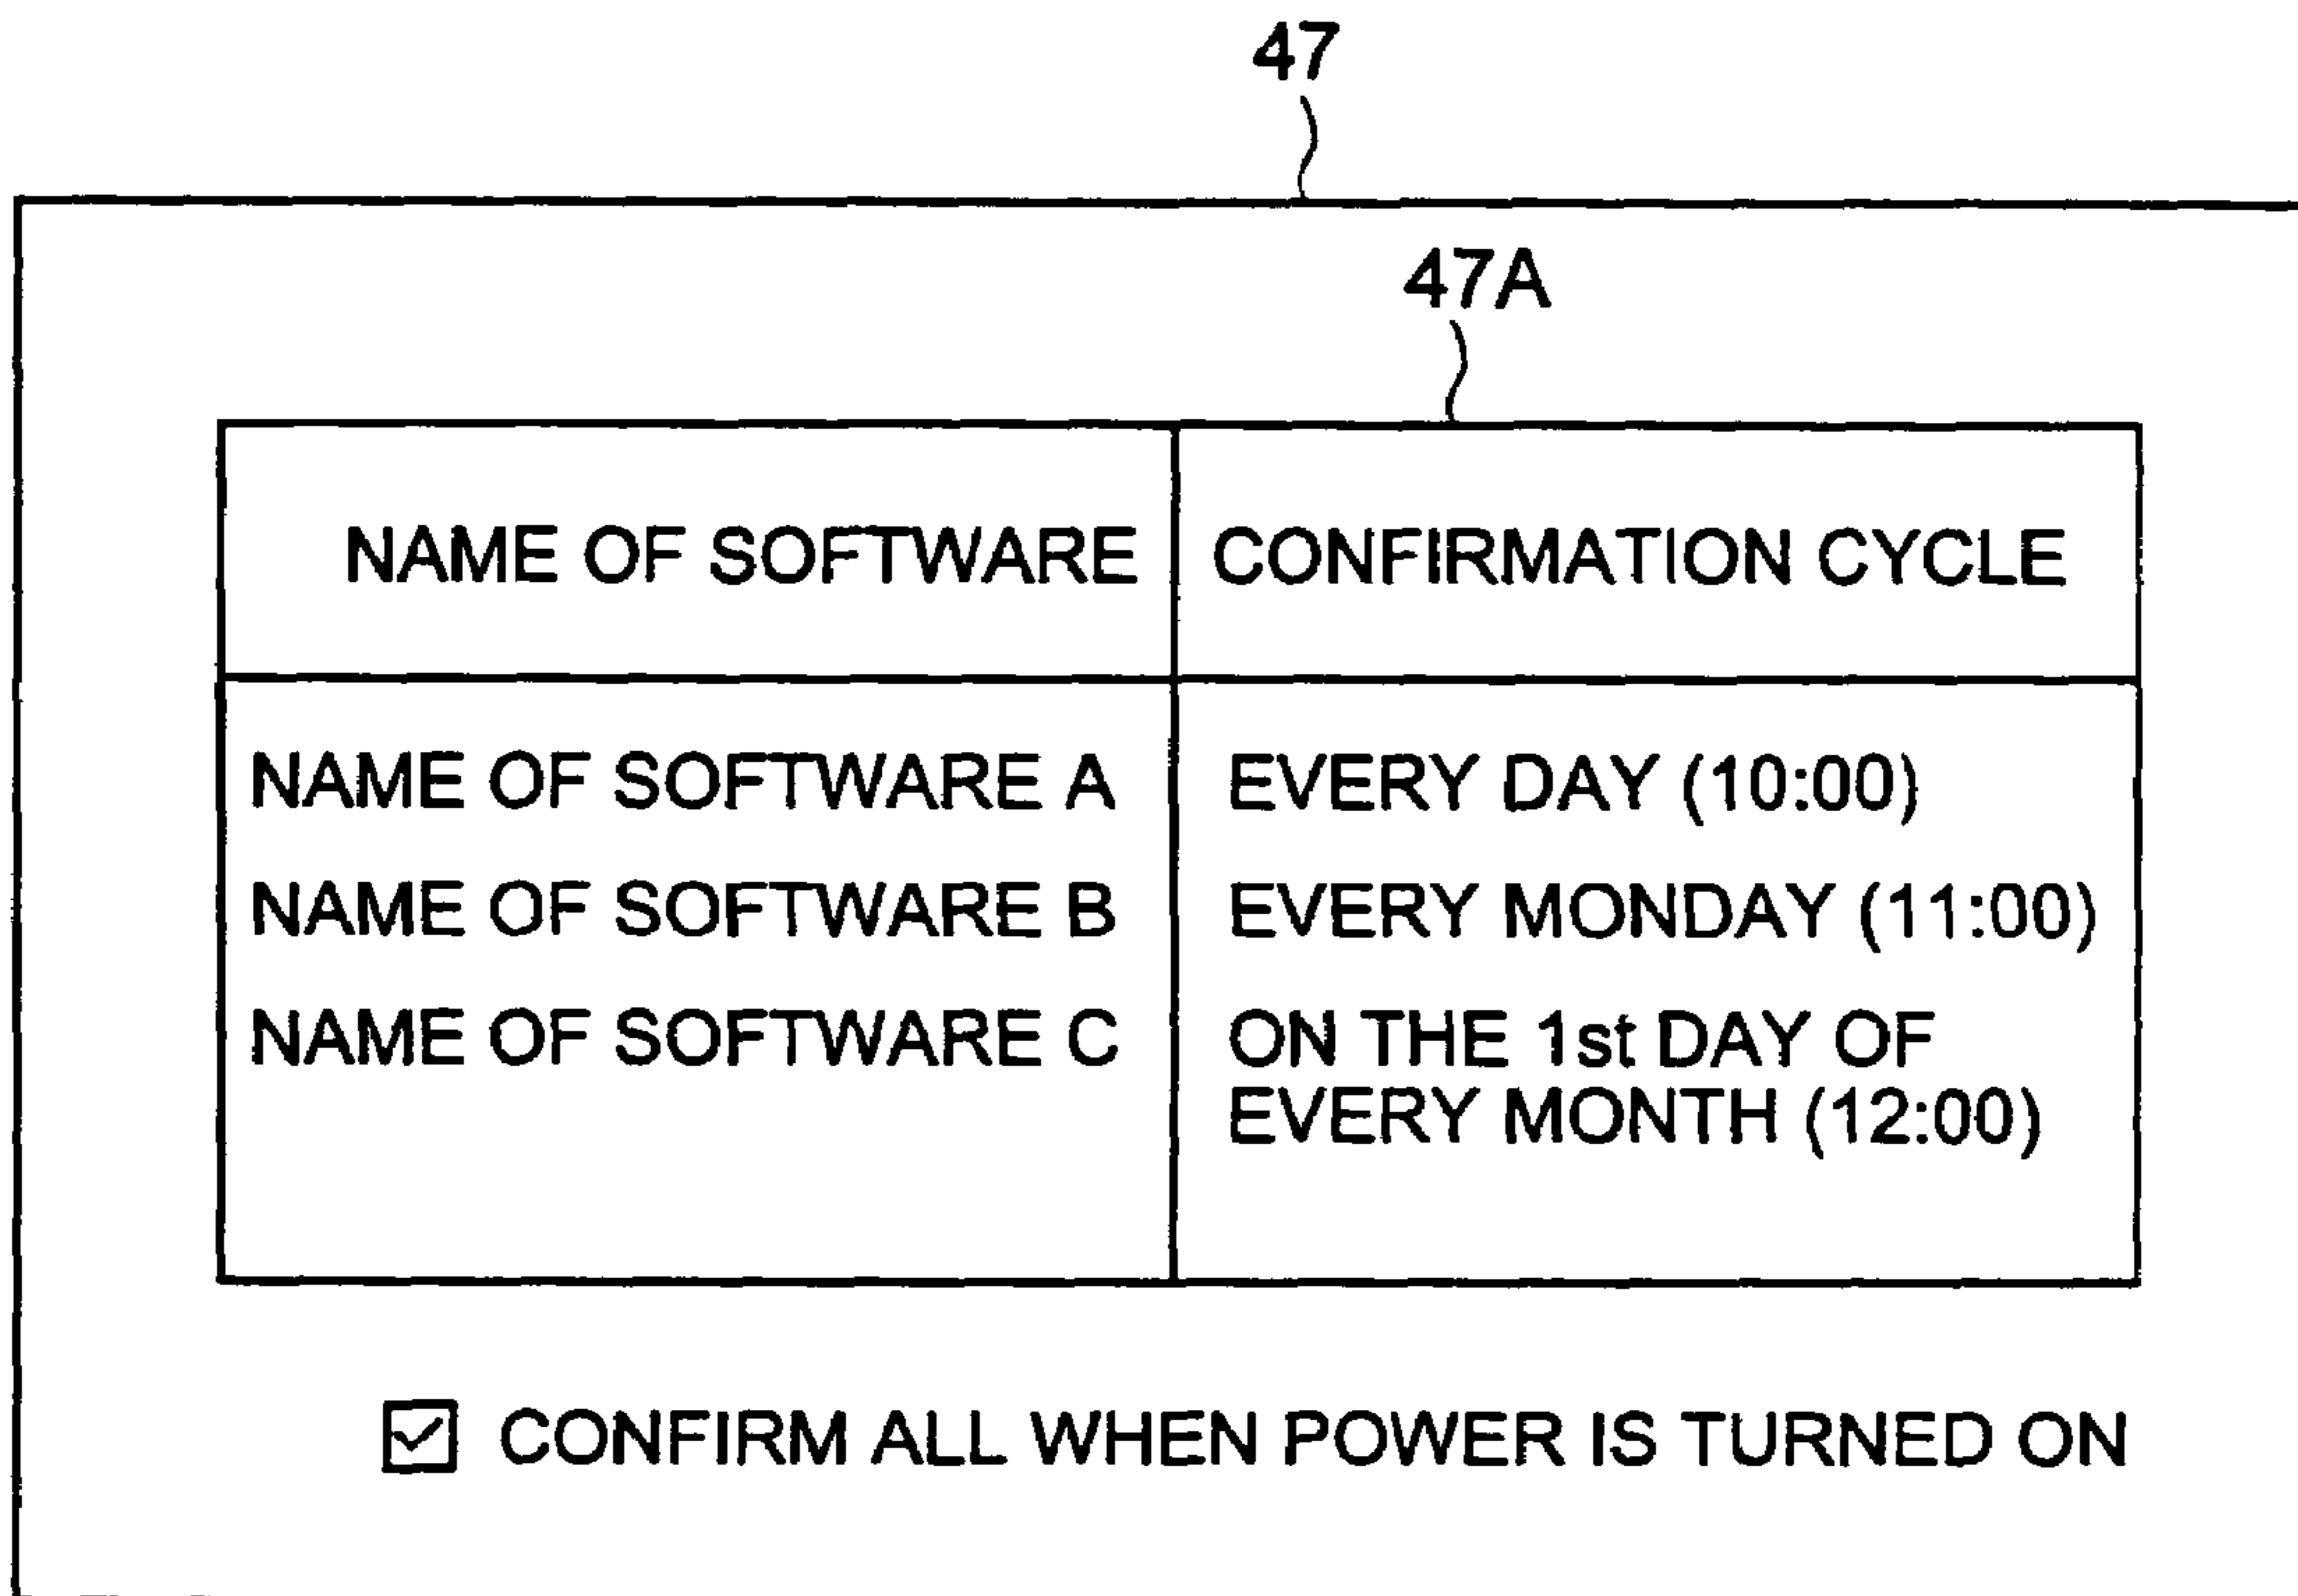 47
47A
NAME OF SOFTWARE CONFIRMATION CYCLE
NAME OF SOFTWARE A EVERY DAY (10:00)
NAME OF SOFTWARE B EVERY MONDAY (11:00)
NAME OF SOFTWARE C ON THE 1st DAY OF
EVERY MONTH (12:00)
CONFIRM ALL WHEN POWER IS TURNED ON